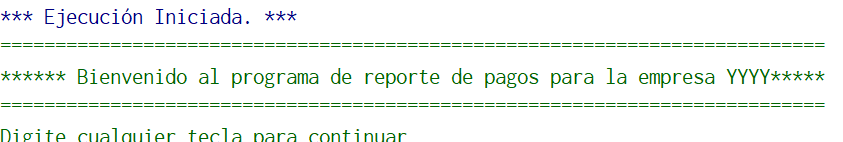 *** Ejecución Iniciada. ***
===========================================================================
****** Bienvenido al programa de reporte de pagos para la empresa YYYY*****
===========================================================================
Digite cualquier tecla para continuar